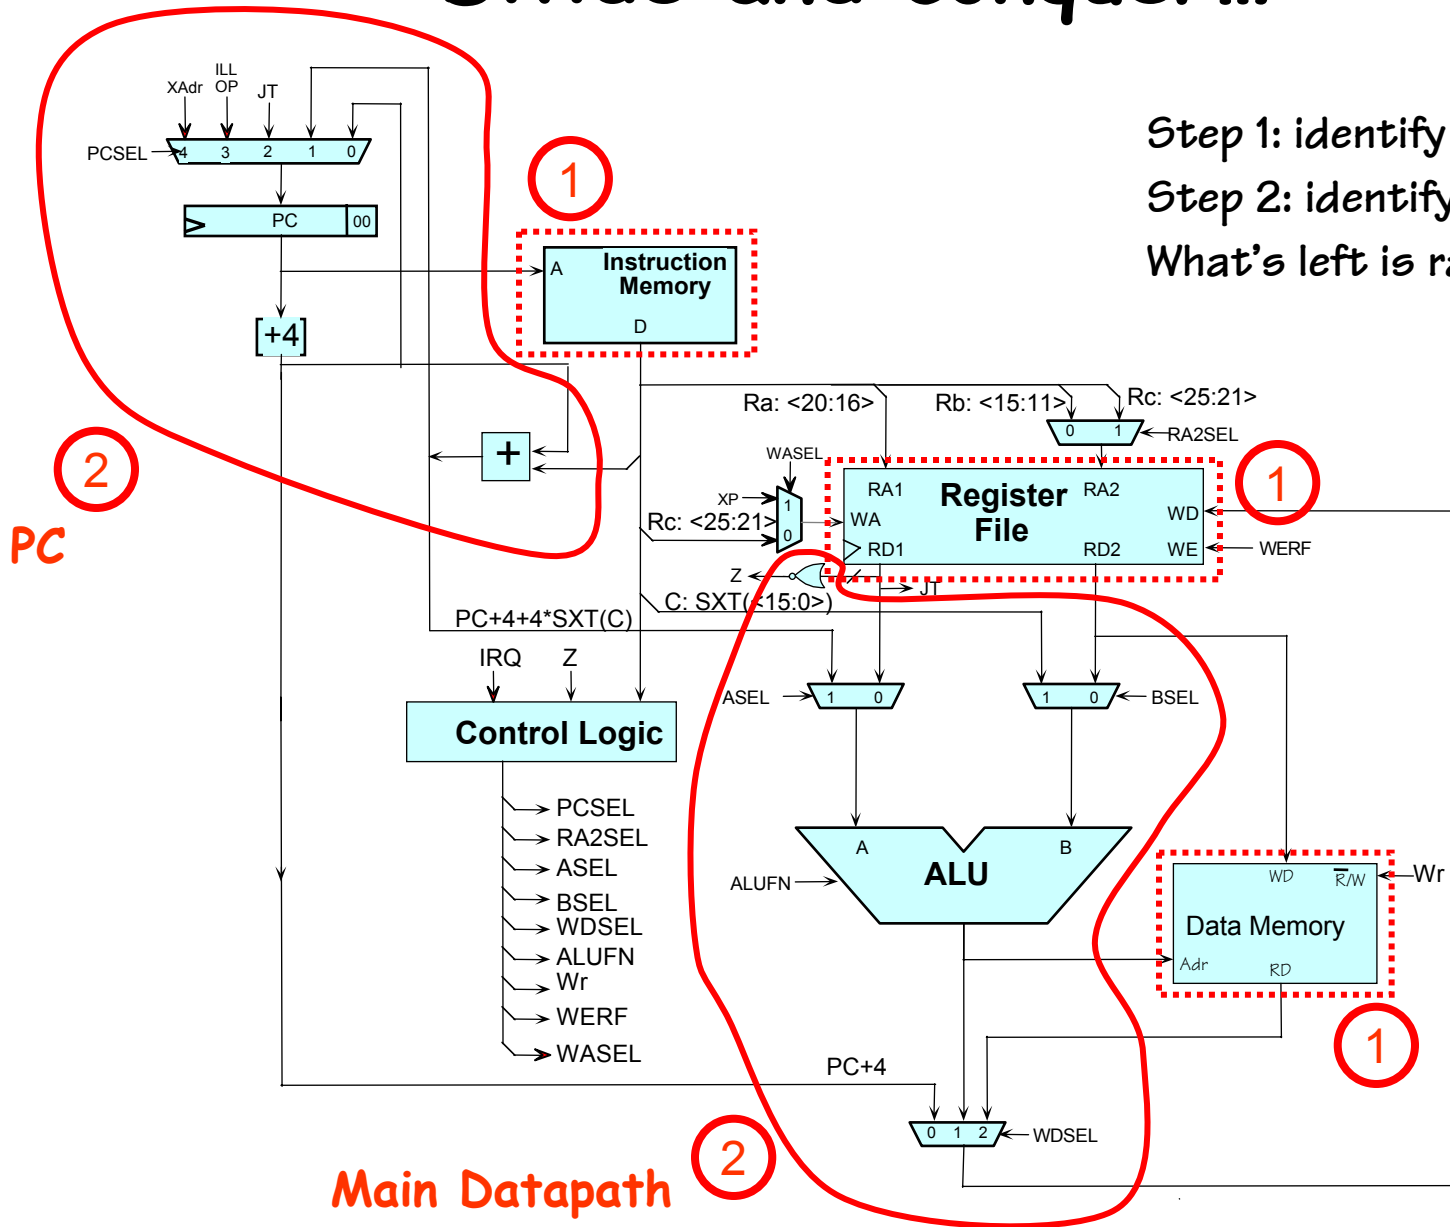 and conquer...
Step 1: identify
Step 2: identify
What's left is
XAdr
ILL
OP
JT
PCSEL
4 3 2 1 0
PC 00
1
A
Instruction
Memory
D
+4
+
2
PC
Ra: <20:16>
Rb: <15:11>
Rc: <25:21>
0 1
RA2SEL
WASEL
XP
1
0
Rc: <25:21>
RA1
Register
File
RA2
WA
WD
RD1
RD2
WE
WERF
1
Z
JT
C: SXT(<15:0>)
PC+4+4*SXT(C)
IRQ
Z
ASEL
1 0
1 0
BSEL
Control Logic
PCSEL
RA2SEL
ASEL
BSEL
WDSEL
ALUFN
Wr
WERF
WASEL
ALUFN
A
B
ALU
WD
R/W
Wr
Data Memory
Adr
RD
1
PC+4
0 1 2
WDSEL
2
Main Datapath